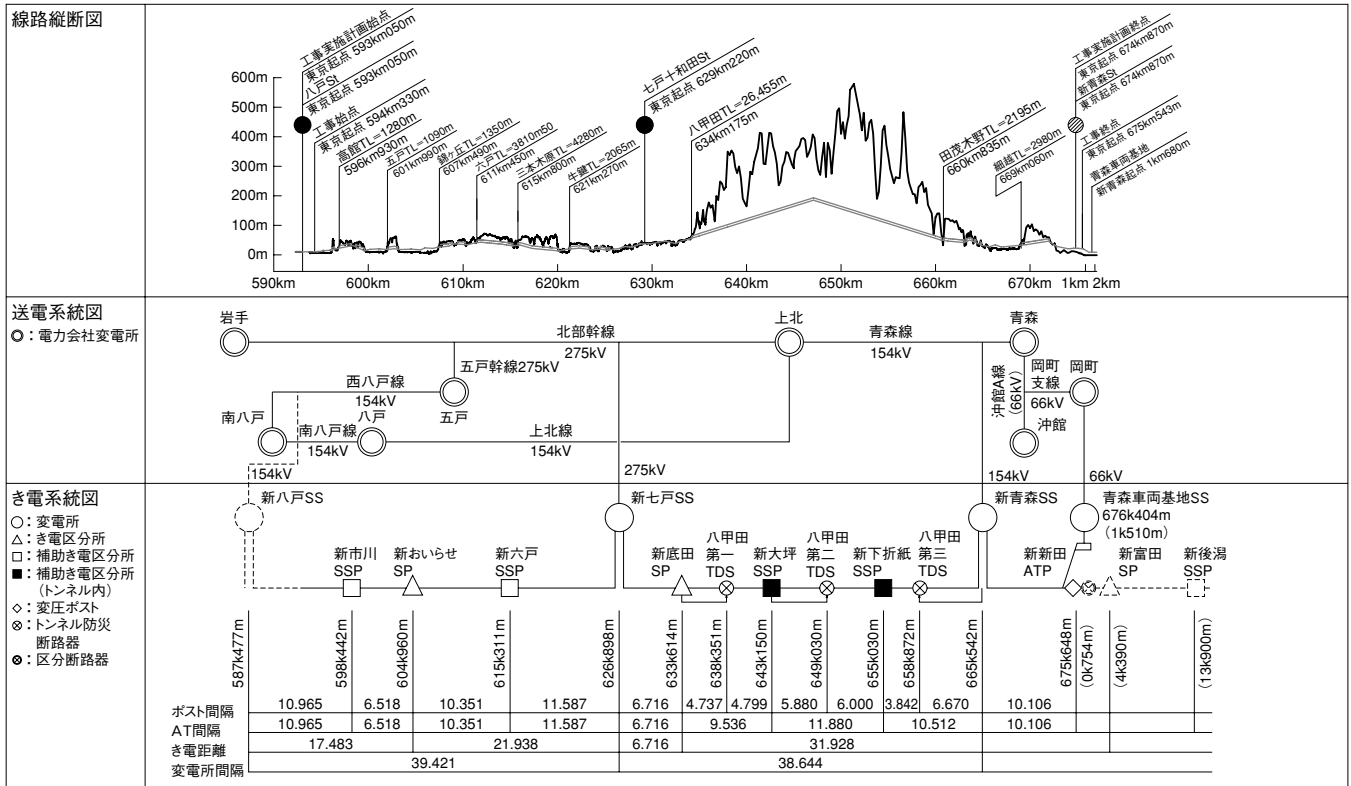 線路縦断図
工事実施計画始点
東京起点 593km050m
八戸St
東京起点 593km050m
工事始点
東京起点 594km330m
高館TL=1280m
596km930m
五戸TL=1090m
601km990m
錦ヶ丘TL=1350m
607km490m
六戸TL=3810m50
611km450m
三本木原TL=4280m
615km800m
牛鍵TL=2065m
621km270m
七戸十和田St
東京起点 629km220m
八甲田TL=26,455m
634km175m
田茂木野TL=2195m
660km835m
細越TL=2980m
669km060m
工事実施計画終点
東京起点 674km870m
新青森St
東京起点 674km870m
工事終点
東京起点 675km543m
青森車両基地
新青森起点 1km680m
600m
500m
400m
300m
200m
100m
0m
590km 600km 610km 620km 630km 640km 650km 660km 670km 1km 2km
送電系統図
◎:電力会社変電所
岩手 北部幹線 275kV 上北 青森線 154kV 青森
五戸幹線275kV
西八戸線
154kV
五戸
沖館A線
(66kV)
岡町
支線
66kV
岡町
南八戸
南八戸線
154kV
八戸
上北線
154kV
沖館
154kV 275kV 154kV 66kV
き電系統図
○:変電所
△:き電区分所
□:補助き電区分所
■:補助き電区分所
(トンネル内)
◇:変圧ポスト
⊗:トンネル防災
断路器
⊗:区分断路器
新八戸SS
新七戸SS
新青森SS
青森車両基地SS
676k404m
(1k510m)
新市川
SSP
新おいらせ
SP
新六戸
SSP
新底田
SP
八甲田
第一
TDS
新大坪
SSP
八甲田
第二
TDS
新下折紙
SSP
八甲田
第三
TDS
新新田
ATP
新富田
SP
新後潟
SSP
587k477m
598k442m
604k960m
615k311m
626k898m
633k614m
638k351m
643k150m
649k030m
655k030m
658k872m
665k542m
675k648m
(0k754m)
(4k390m)
(13k900m)
ポスト間隔 10.965 6.518 10.351 11.587 6.716 4.737 4.799 5.880 6.000 3.842 6.670 10.106
AT間隔 10.965 6.518 10.351 11.587 6.716 9.536 11.880 10.512 10.106
き電距離 17.483 21.938 6.716 31.928
変電所間隔 39.421 38.644